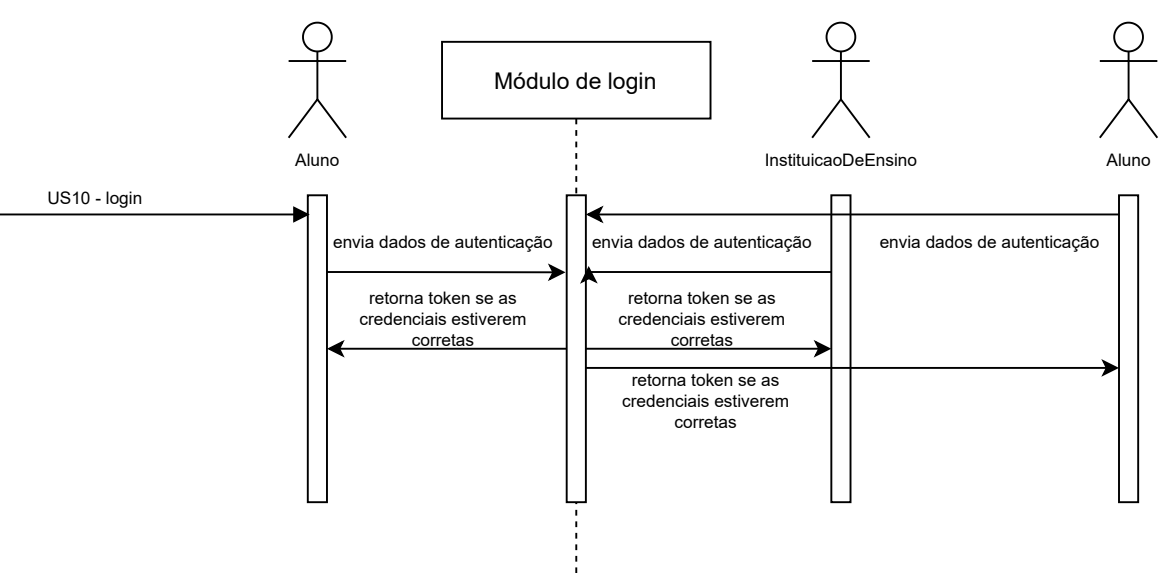 Módulo de login
Aluno
InstituicaoDeEnsino
Aluno
US10 - login
envia dados de autenticação
envia dados de autenticação
envia dados de autenticação
retorna token se as
credenciais estiverem
corretas
retorna token se as
credenciais estiverem
corretas
retorna token se as
credenciais estiverem
corretas